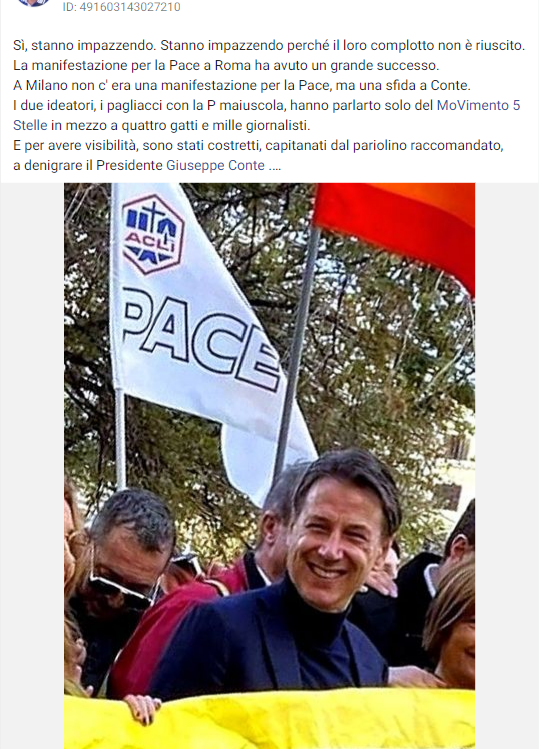 ID: 491603143027210
Sì, stanno impazzendo. Stanno impazzendo perché il loro complotto non è riuscito.
La manifestazione per la Pace a Roma ha avuto un grande successo.
A Milano non c' era una manifestazione per la Pace, ma una sfida a Conte.
I due ideatori, i pagliacci con la P maiuscola, hanno parlarto solo del MoVimento 5
Stelle in mezzo a quattro gatti e mille giornalisti.
E per avere visibilità, sono stati costretti, capitanati dal pariolino raccomandato,
a denigrare il Presidente Giuseppe Conte ....
ACLI
PACE